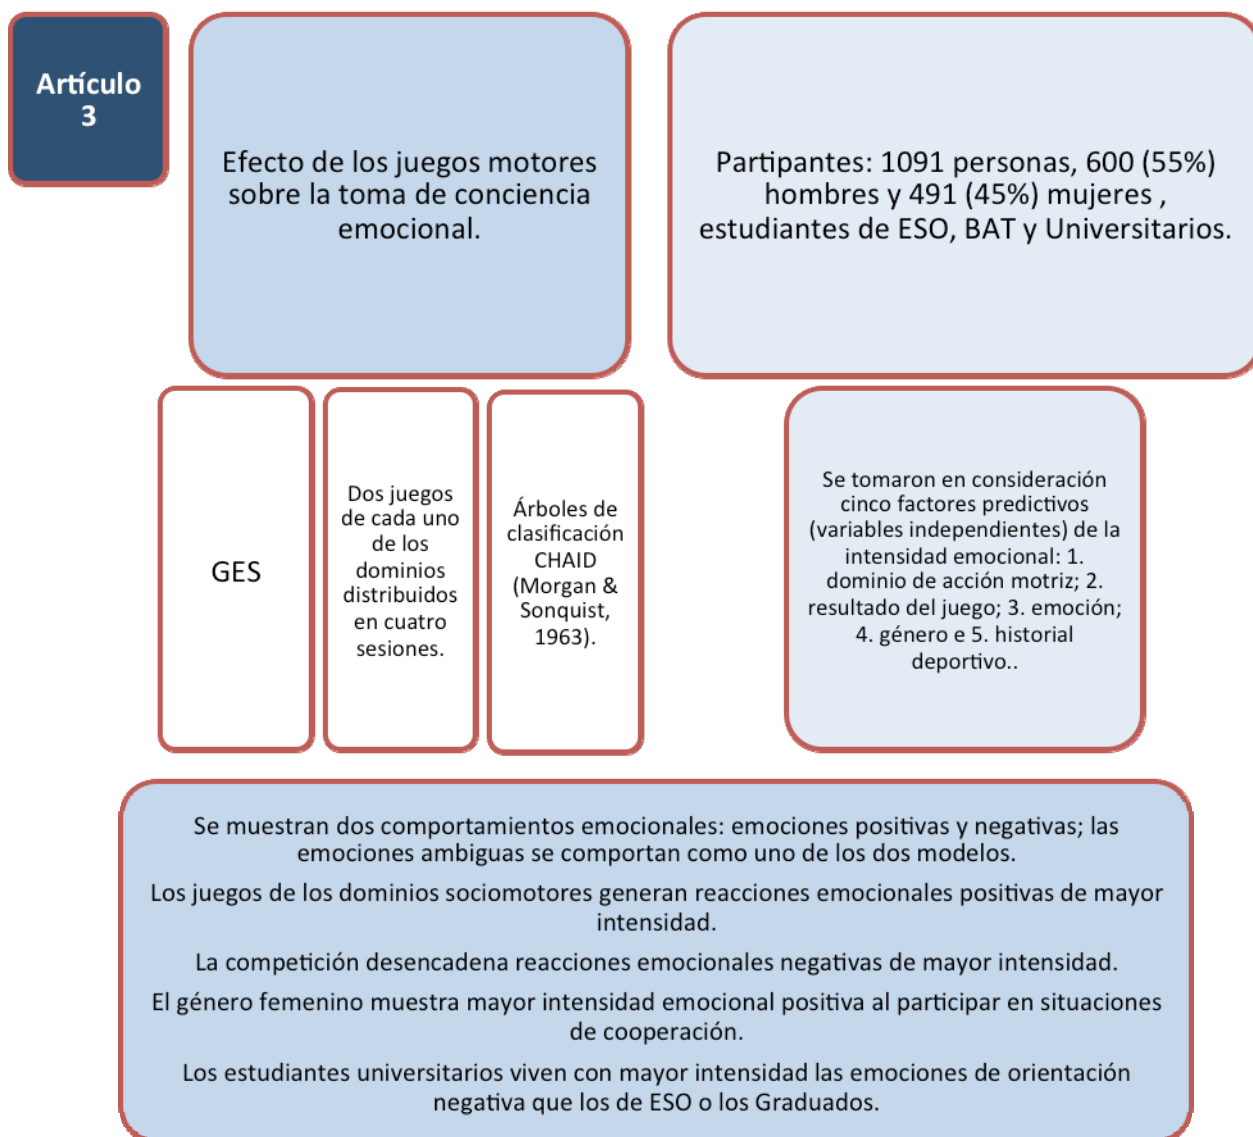 Artículo
3
Efecto de los juegos motores
sobre la toma de conciencia
emocional.
Partipantes: 1091 personas, 600 (55%)
hombres y 491 (45%) mujeres ,
estudiantes de ESO, BAT y Universitarios.
GES
Dos juegos
de cada uno
de los
dominios
distribuidos
en cuatro
sesiones.
Árboles de
clasificación
CHAID
(Morgan &
Sonquist,
1963).
Se tomaron en consideración
cinco factores predictivos
(variables independientes) de la
intensidad emocional: 1.
dominio de acción motriz; 2.
resultado del juego; 3. emoción;
4. género e 5. historial
deportivo..
Se muestran dos comportamientos emocionales: emociones positivas y negativas; las
emociones ambiguas se comportan como uno de los dos modelos.
Los juegos de los dominios sociomotores generan reacciones emocionales positivas de mayor
intensidad.
La competición desencadena reacciones emocionales negativas de mayor intensidad.
El género femenino muestra mayor intensidad emocional positiva al participar en situaciones
de cooperación.
Los estudiantes universitarios viven con mayor intensidad las emociones de orientación
negativa que los de ESO o los Graduados.